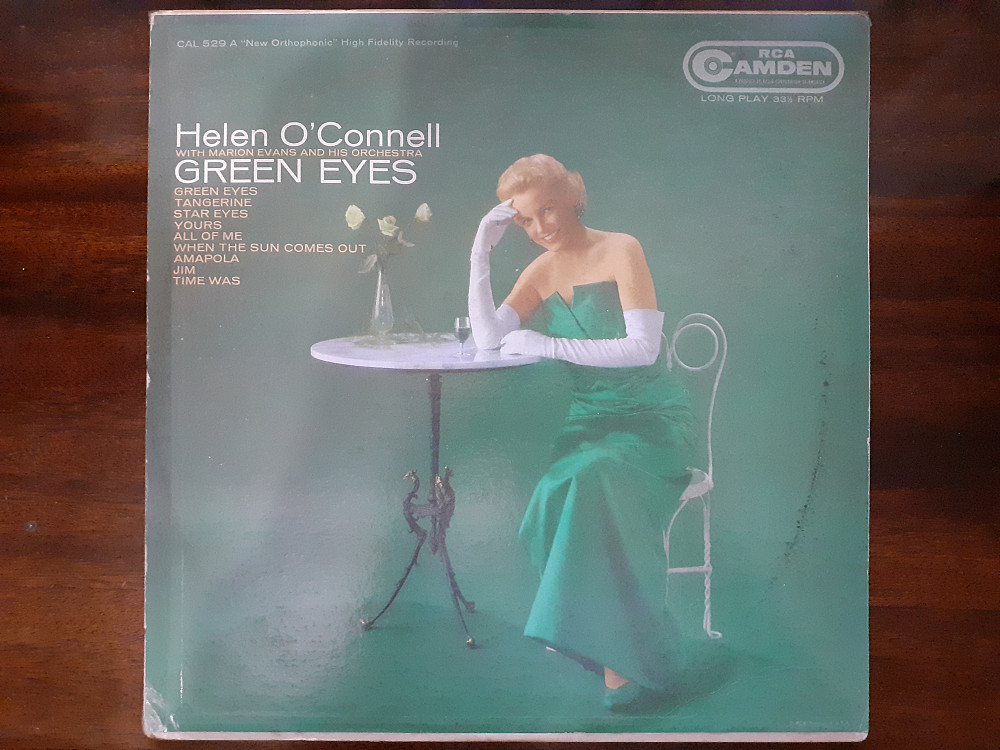 CAL 529 A "New Orthophonic" High Fidelity Recording
RCA
CAMDEN
LONG PLAY 33⅓ RPM
Helen O'Connell
WITH MARION EVANS AND HIS ORCHESTRA
GREEN EYES
GREEN EYES
TANGERINE
STAR EYES
YOURS
ALL OF ME
WHEN THE SUN COMES OUT
AMAPOLA
JIM
TIME WAS